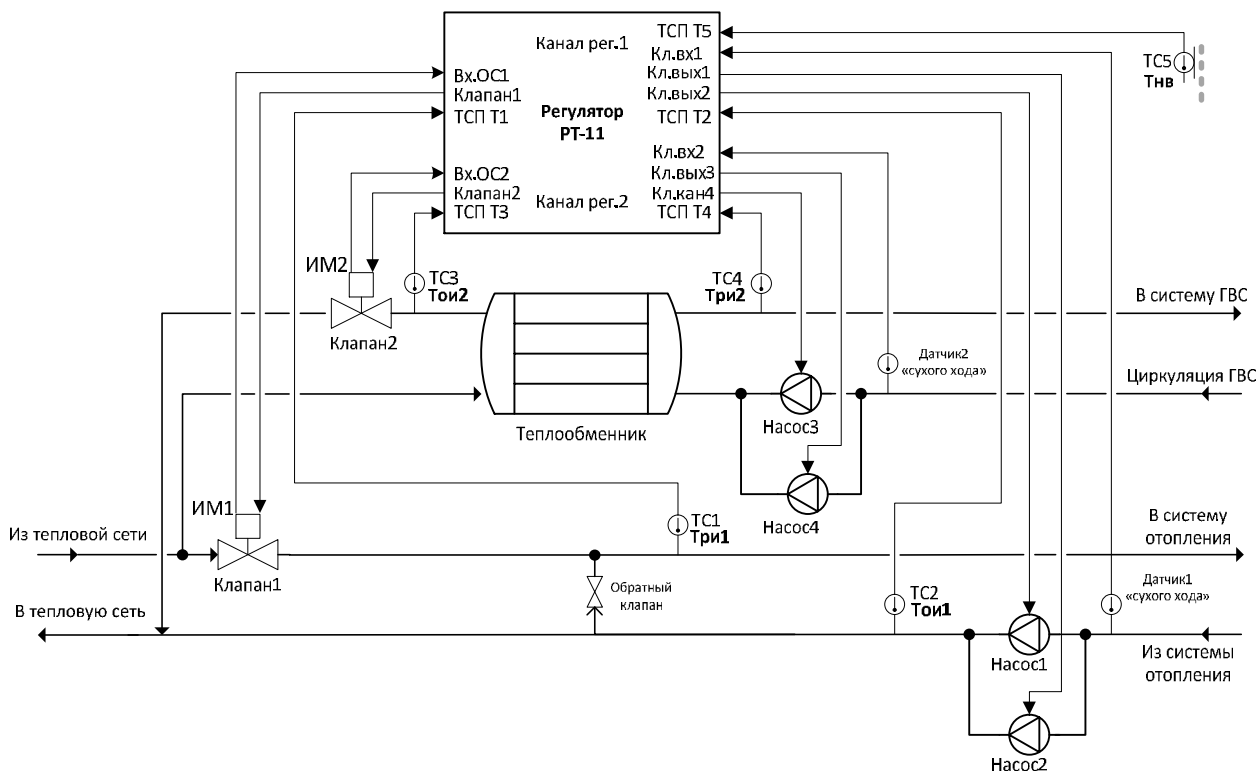 ТСП Т5
Канал рег.1
Кл.вх1
Вх.ОС1
Кл.вых1
Клапан1
Кл.вых2
ТСП Т1
Регулятор
РТ-11
ТСП Т2
Кл.вх2
Вх.ОС2
Кл.вых3
Клапан2
Канал рег.2
Кл.кан4
ТСП Т3
ТСП Т4
ТС5
Тнв
ИМ2
ТС3
Тои2
ТС4
Три2
В систему ГВС
Клапан2
Датчик2
«сухого хода»
Циркуляция ГВС
Теплообменник
Насос3
Насос4
ИМ1
Из тепловой сети
Клапан1
ТС1
Три1
В систему
отопления
Обратный
клапан
В тепловую сеть
ТС2
Тои1
Датчик1
«сухого хода»
Насос1
Из системы
отопления
Насос2